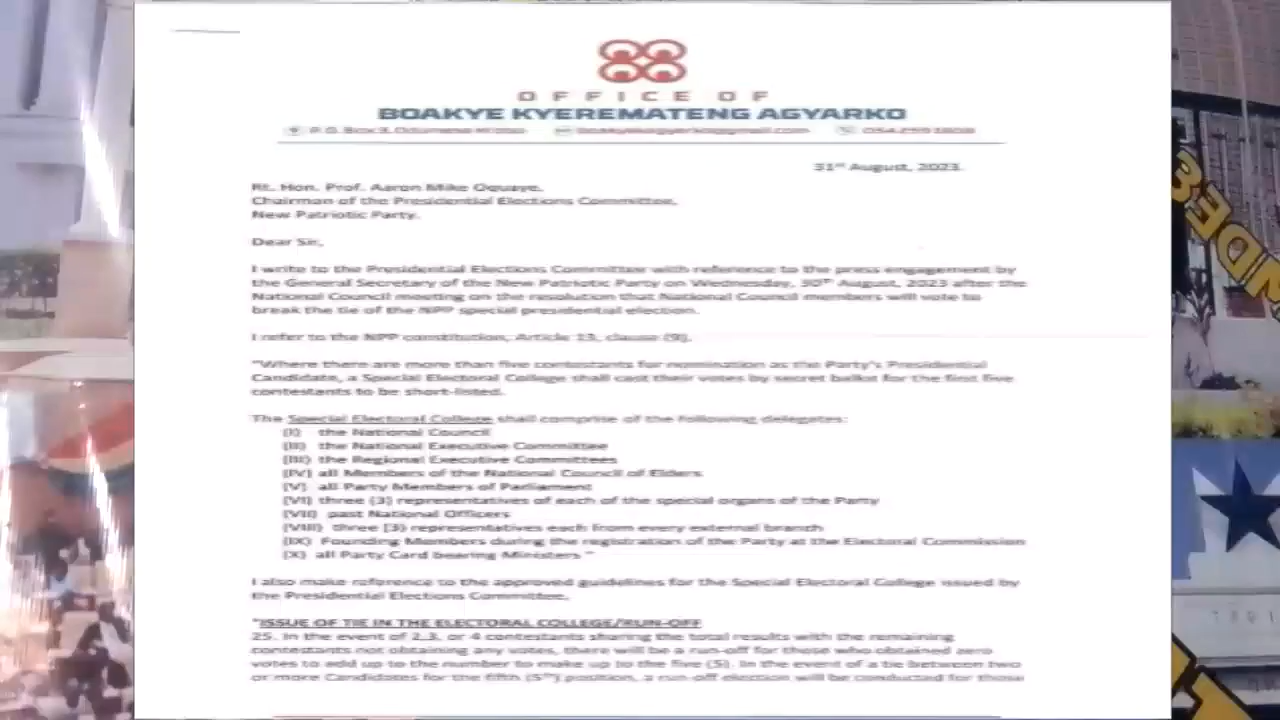 OFFICE OF
BOAKYE KYEREMATENG AGYARKO
31st August, 2023.
Rt. Hon. Prof. Aaron Mike Oquaye,
Chairman of the Presidential Elections Committee,
New Patriotic Party.
Dear Sir,
I write to the Presidential Elections Committee with reference to the press engagement by
the General Secretary of the New Patriotic Party on Wednesday, 30th August, 2023 after the
National Council meeting on the resolution that National Council members will vote to
break the tie of the NPP special presidential election.
I refer to the NPP constitution, Article 13, clause (9).
"Where there are more than five contestants for nomination as the Party's Presidential
Candidate, a Special Electoral College shall cast their votes by secret ballot for the first five
contestants to be short-listed.
The Special Electoral College shall comprise of the following delegates:
(I) the National Council
(II) the National Executive Committee
(III) the Regional Executive Committees
(IV) all Members of the National Council of Elders
(V) all Party Members of Parliament
(VI) three (3) representatives of each of the special organs of the Party
(VII) past National Officers
(VIII) three (3) representatives each from every external branch
(IX) Founding Members during the registration of the Party at the Electoral Commission
(X) all Party Card bearing Ministers."
I also make reference to the approved guidelines for the Special Electoral College issued by
the Presidential Elections Committee,
"ISSUE OF TIE IN THE ELECTORAL COLLEGE/RUN-OFF
25. In the event of 2,3, or 4 contestants sharing the total results with the remaining
contestants not obtaining any votes, there will be a run-off for those who obtained zero
votes to add up to the number to make up to the five (5). In the event of a tie between two
or more Candidates for the fifth (5th) position, a run-off election will be conducted for those